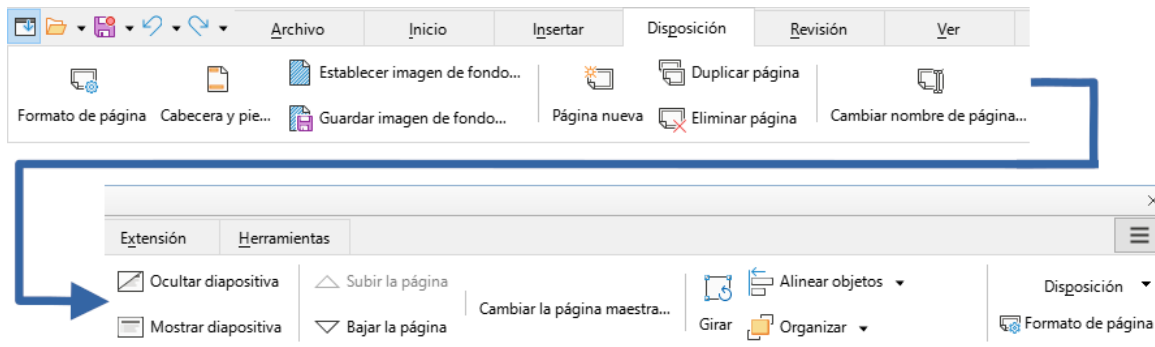 Archivo Inicio Insertar Disposición Revisión Ver
Establecer imagen de fondo... Duplicar página
Formato de página Cabecera y pie... Guardar imagen de fondo... Página nueva Eliminar página Cambiar nombre de página...
Extensión Herramientas
Ocultar diapositiva Subir la página Alinear objetos Disposición
Cambiar la página maestra...
Mostrar diapositiva Bajar la página Girar Organizar Formato de página